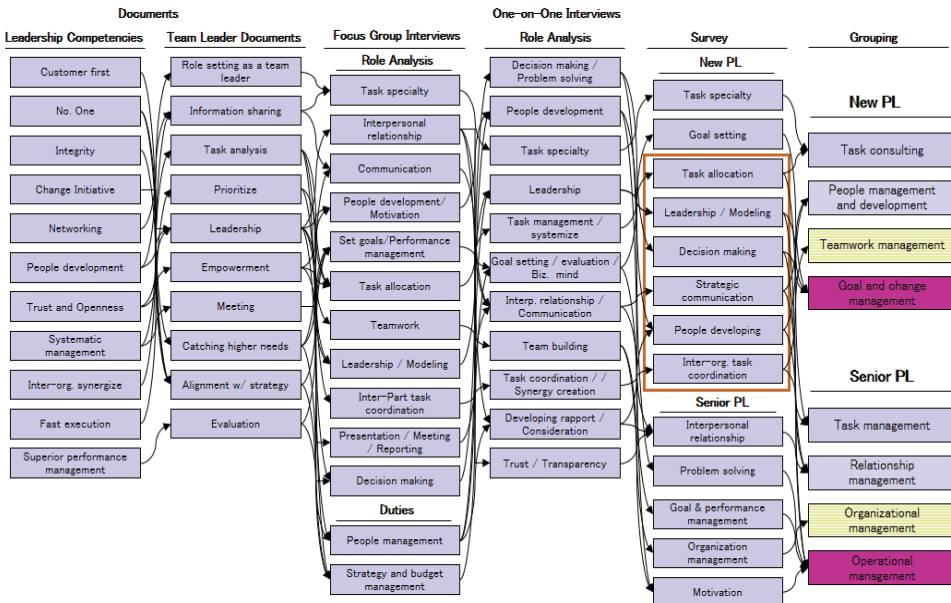 Documents
One-on-One Interviews
Leadership Competencies
Team Leader Documents
Focus Group Interviews
Role Analysis
Survey
Grouping
Customer first
No. One
Integrity
Change Initiative
Networking
People development
Trust and Openness
Systematic
management
Inter-org. synergize
Fast execution
Superior performance
management
Role setting as a team
leader
Information sharing
Task analysis
Prioritize
Leadership
Empowerment
Meeting
Catching higher needs
Alignment w/ strategy
Evaluation
Role Analysis
Task specialty
Interpersonal
relationship
Communication
People development/
Motivation
Set goals/Performance
management
Task allocation
Teamwork
Leadership / Modeling
Inter-Part task
coordination
Presentation / Meeting
/ Reporting
Decision making
Duties
People management
Strategy and budget
management
Decision making /
Problem solving
People development
Task specialty
Leadership
Task management /
systemize
Goal setting / evaluation /
Biz. mind
Interp. relationship /
Communication
Team building
Task coordination / /
Synergy creation
Developing rapport /
Consideration
Trust / Transparency
New PL
Task specialty
Goal setting
Task allocation
Leadership / Modeling
Decision making
Strategic
communication
People developing
Inter-org. task
coordination
Senior PL
Interpersonal
relationship
Problem solving
Goal & performance
management
Organization
management
Motivation
New PL
Task consulting
People management
and development
Teamwork management
Goal and change
management
Senior PL
Task management
Relationship
management
Organizational
management
Operational
management